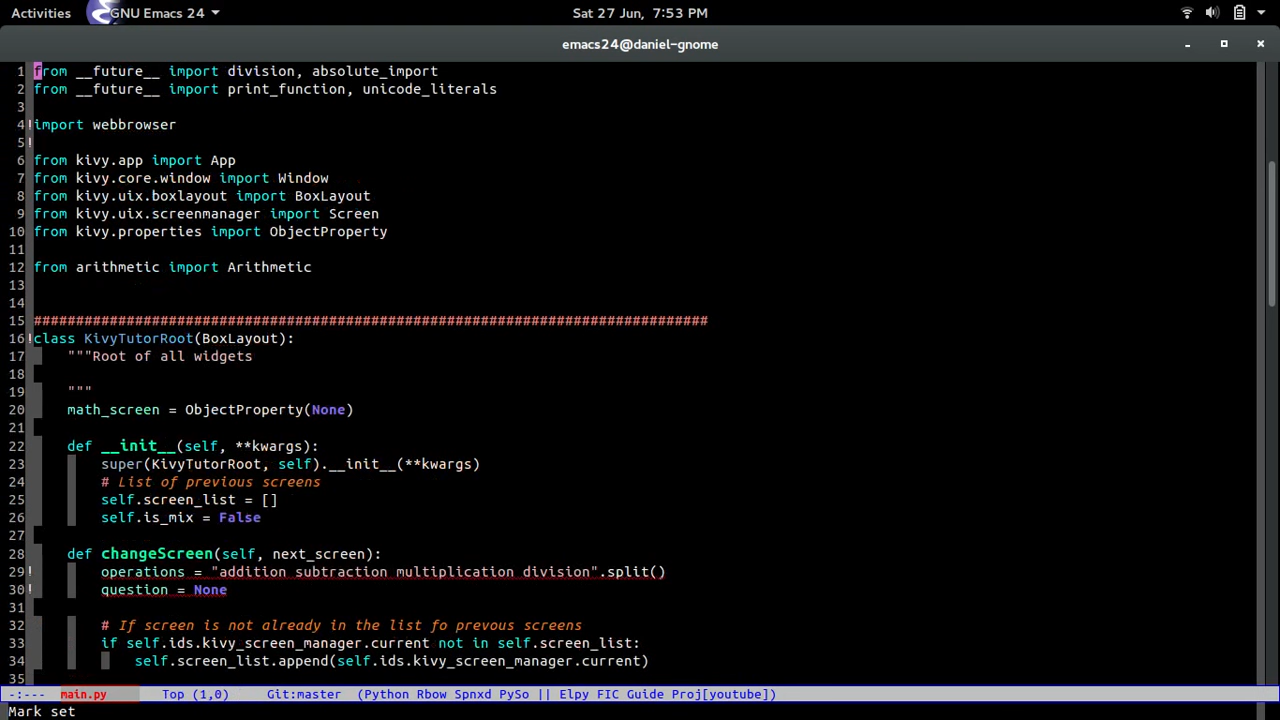 Activities GNU Emacs 24 Sat 27 Jun, 7:53 PM
emacs24@daniel-gnome
1 from __future__ import division, absolute_import
2 from __future__ import print_function, unicode_literals
3
4 !import webbrowser
5 !
6 from kivy.app import App
7 from kivy.core.window import Window
8 from kivy.uix.boxlayout import BoxLayout
9 from kivy.uix.screenmanager import Screen
10 from kivy.properties import ObjectProperty
11
12 from arithmetic import Arithmetic
13
14
15 ################################################################################
16 !class KivyTutorRoot(BoxLayout):
17 """Root of all widgets
18
19 """
20 math_screen = ObjectProperty(None)
21
22 def __init__(self, **kwargs):
23 super(KivyTutorRoot, self).__init__(**kwargs)
24 # List of previous screens
25 self.screen_list = []
26 self.is_mix = False
27
28 def changeScreen(self, next_screen):
29 ! operations = "addition subtraction multiplication division".split()
30 ! question = None
31
32 # If screen is not already in the list fo prevous screens
33 if self.ids.kivy_screen_manager.current not in self.screen_list:
34 self.screen_list.append(self.ids.kivy_screen_manager.current)
35
-:--- main.py Top (1,0) Git:master (Python Rbow Spnxd PySo || Elpy FIC Guide Proj[youtube])
Mark set